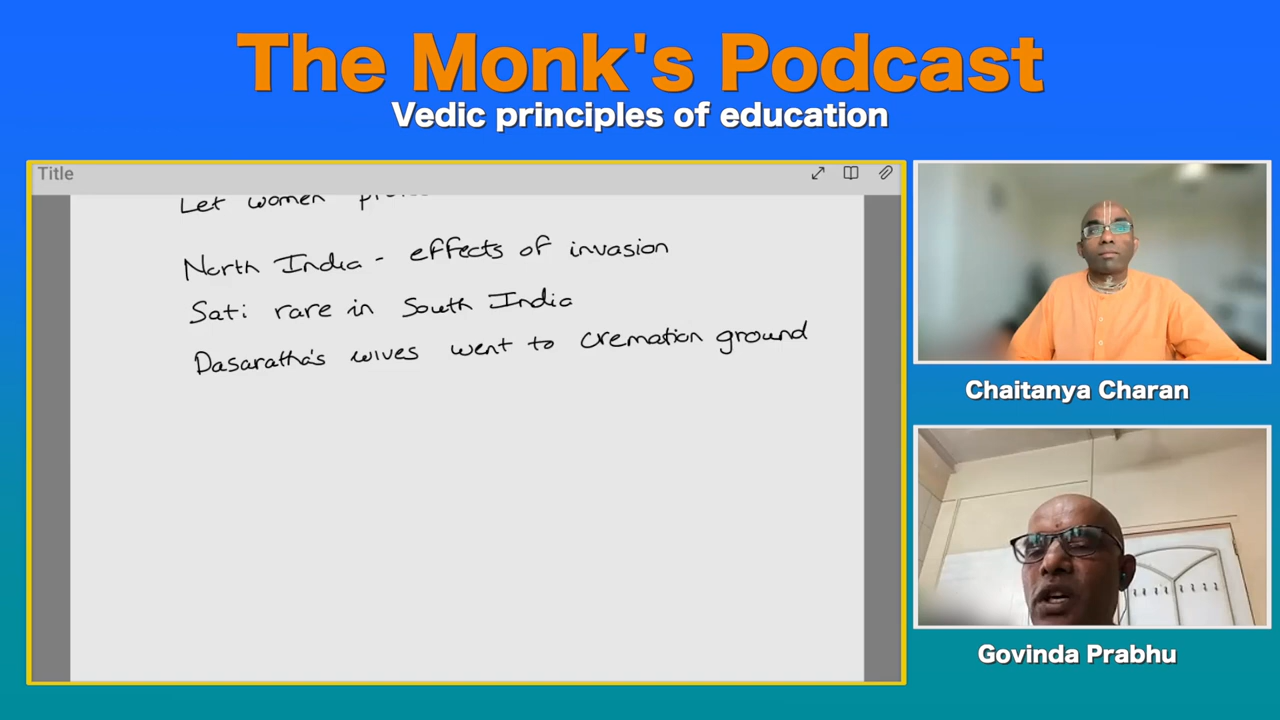 The Monk's Podcast
Vedic principles of education
Title
Let women
North India - effects of invasion
Sati rare in South India
Dasaratha's wives went to cremation ground
Chaitanya Charan
Govinda Prabhu